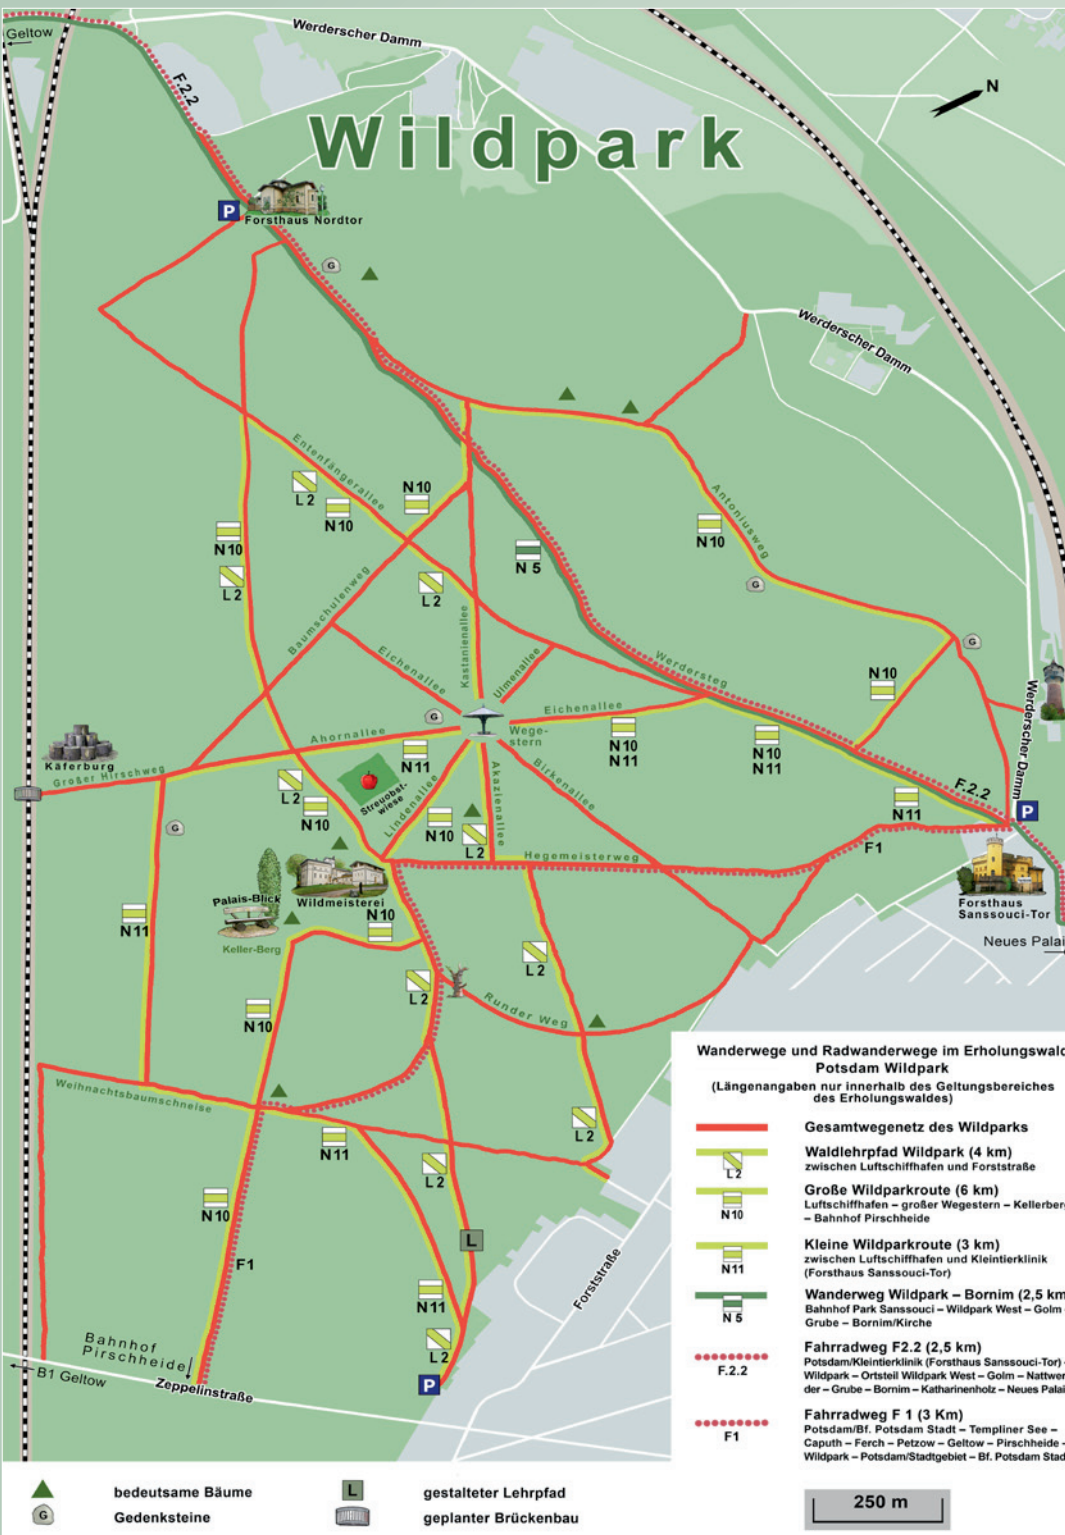 Geltow
Werderscher Damm
N
F.2.2
Wildpark
P
Forsthaus Nordtor
G
Werderscher Damm
Entenfängerallee
L 2
N 10
N 10
N 10
L 2
Antoniusweg
N 10
N 5
L 2
G
Baumschulenweg
Eichenallee
Kastanienallee
Ulmenallee
Werdersteg
G
N 10
Werderscher Damm
G
Eichenallee
Wege-
stern
N 10
N 11
N 10
N 11
Ahornallee
N 11
Käferburg
Großer Hirschweg
L 2
N 10
Streuobst-
wiese
Lindenallee
N 10
Akazienallee
L 2
Birkenallee
F.2.2
N 11
P
G
Hegemeisterweg
F1
Forsthaus
Sanssouci-Tor
Wildmeisterei
Palais-Blick
N 10
Keller-Berg
N 11
Neues Palai
L 2
L 2
N 10
Runder Weg
Weihnachtsbaumschneise
N 11
L 2
L 2
N 10
L
F1
N 11
Forststraße
L 2
Bahnhof
Pirschheide
B1 Geltow
Zeppelinstraße
P
Wanderwege und Radwanderwege im Erholungswald
Potsdam Wildpark
(Längenangaben nur innerhalb des Geltungsbereiches
des Erholungswaldes)
Gesamtwegenetz des Wildparks
Waldlehrpfad Wildpark (4 km)
zwischen Luftschiffhafen und Forststraße
L 2
Große Wildparkroute (6 km)
Luftschiffhafen – großer Wegestern – Kellerberg
– Bahnhof Pirschheide
N10
Kleine Wildparkroute (3 km)
zwischen Luftschiffhafen und Kleintierklinik
(Forsthaus Sanssouci-Tor)
N11
Wanderweg Wildpark – Bornim (2,5 km
Bahnhof Park Sanssouci – Wildpark West – Golm –
Grube – Bornim/Kirche
N 5
Fahrradweg F2.2 (2,5 km)
Potsdam/Kleintierklinik (Forsthaus Sanssouci-Tor) –
Wildpark – Ortsteil Wildpark West – Golm – Nattwer
der – Grube – Bornim – Katharinenholz – Neues Palai
F.2.2
Fahrradweg F 1 (3 Km)
Potsdam/Bf. Potsdam Stadt – Templiner See –
Caputh – Ferch – Petzow – Geltow – Pirschheide –
Wildpark – Potsdam/Stadtgebiet – Bf. Potsdam Stad
F1
bedeutsame Bäume
L
gestalteter Lehrpfad
250 m
G
Gedenksteine
geplanter Brückenbau